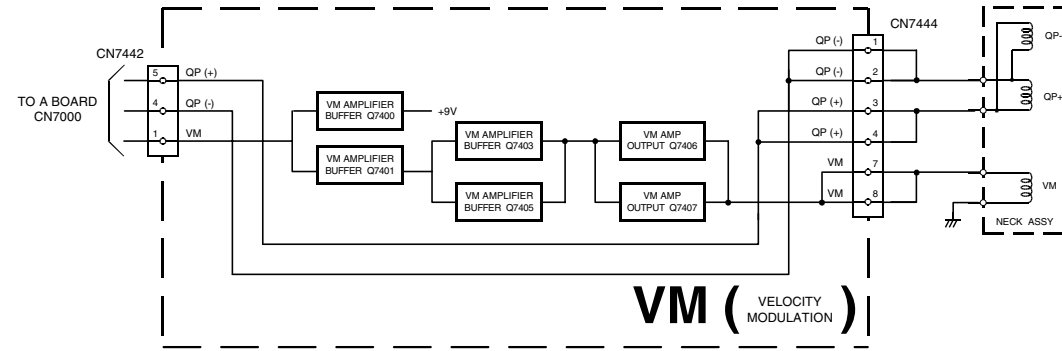 CN7442
TO A BOARD
CN7000
5
QP (+)
4
QP (-)
1
VM
VM AMPLIFIER
BUFFER Q7400
+9V
VM AMPLIFIER
BUFFER Q7401
VM AMPLIFIER
BUFFER Q7403
VM AMPLIFIER
BUFFER Q7405
VM AMP
OUTPUT Q7406
VM AMP
OUTPUT Q7407
CN7444
QP (-)
1
QP (-)
2
QP (+)
3
QP (+)
4
VM
7
VM
8
QP-
QP+
VM
NECK ASSY
VM ( VELOCITY
MODULATION )